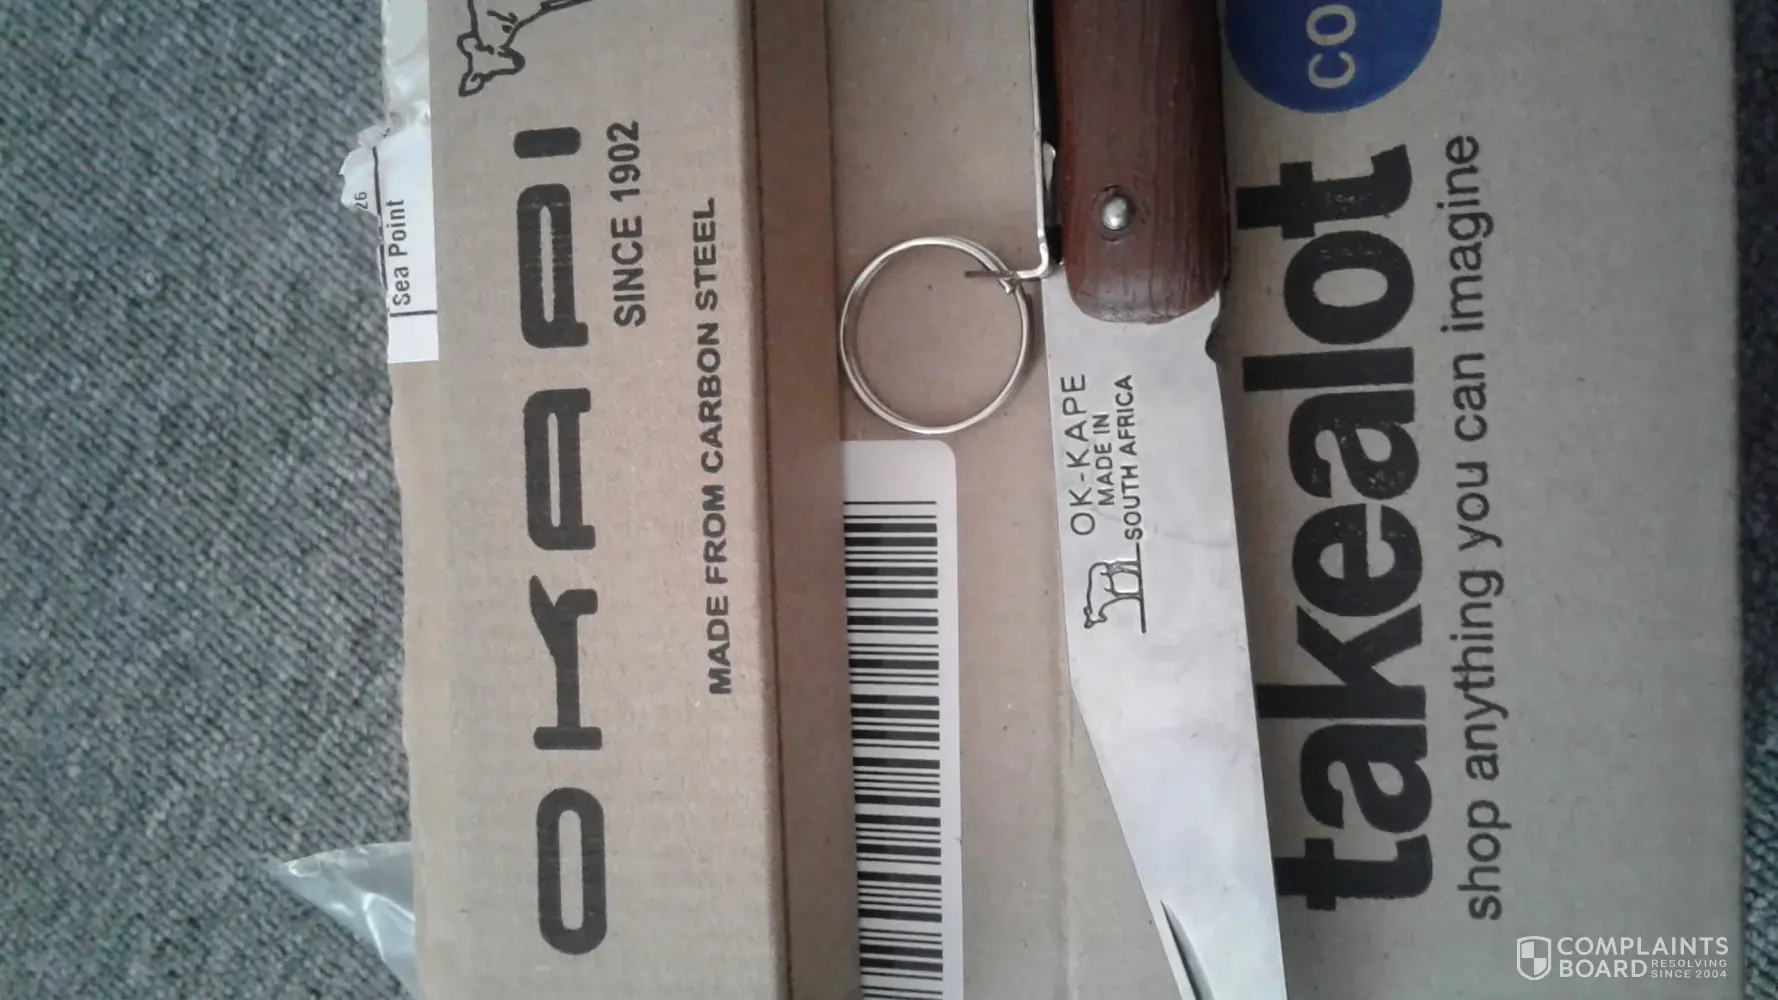 26
Sea Point
OKAPI
SINCE 1902
MADE FROM CARBON STEEL
OK-KAPE
MADE IN
SOUTH AFRICA
takealot
shop anything you can imagine
COMPLAINTS
BOARD RESOLVING
SINCE 2004